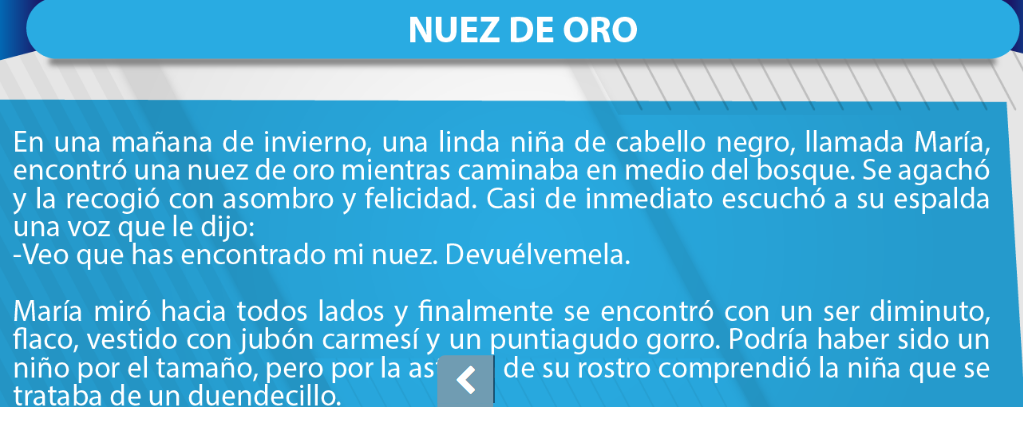 NUEZ DE ORO
En una mañana de invierno, una linda niña de cabello negro, llamada María,
encontró una nuez de oro mientras caminaba en medio del bosque. Se agachó
y la recogió con asombro y felicidad. Casi de inmediato escuchó a su espalda
una voz que le dijo:
-Veo que has encontrado mi nuez. Devuélvemela.
María miró hacia todos lados y finalmente se encontró con un ser diminuto,
flaco, vestido con jubón carmesí y un puntiagudo gorro. Podría haber sido un
niño por el tamaño, pero por la de su rostro comprendió la niña que se
trataba de un duendecillo.